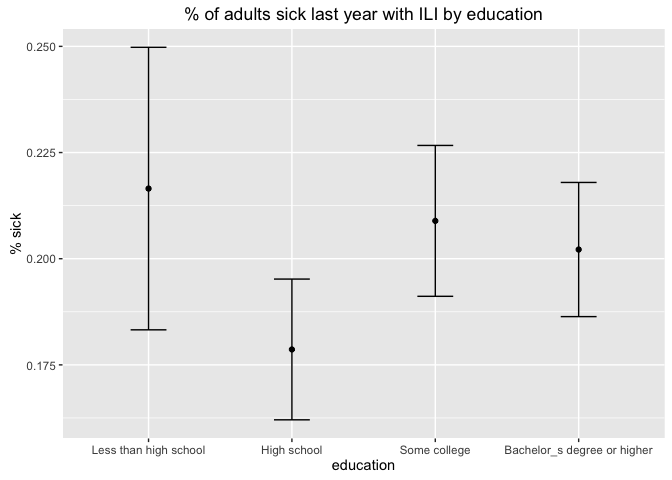 % of adults sick last year with ILI by education
% sick
0.250
0.225
0.200
0.175
Less than high school
High school
Some college
Bachelor_s degree or higher
education